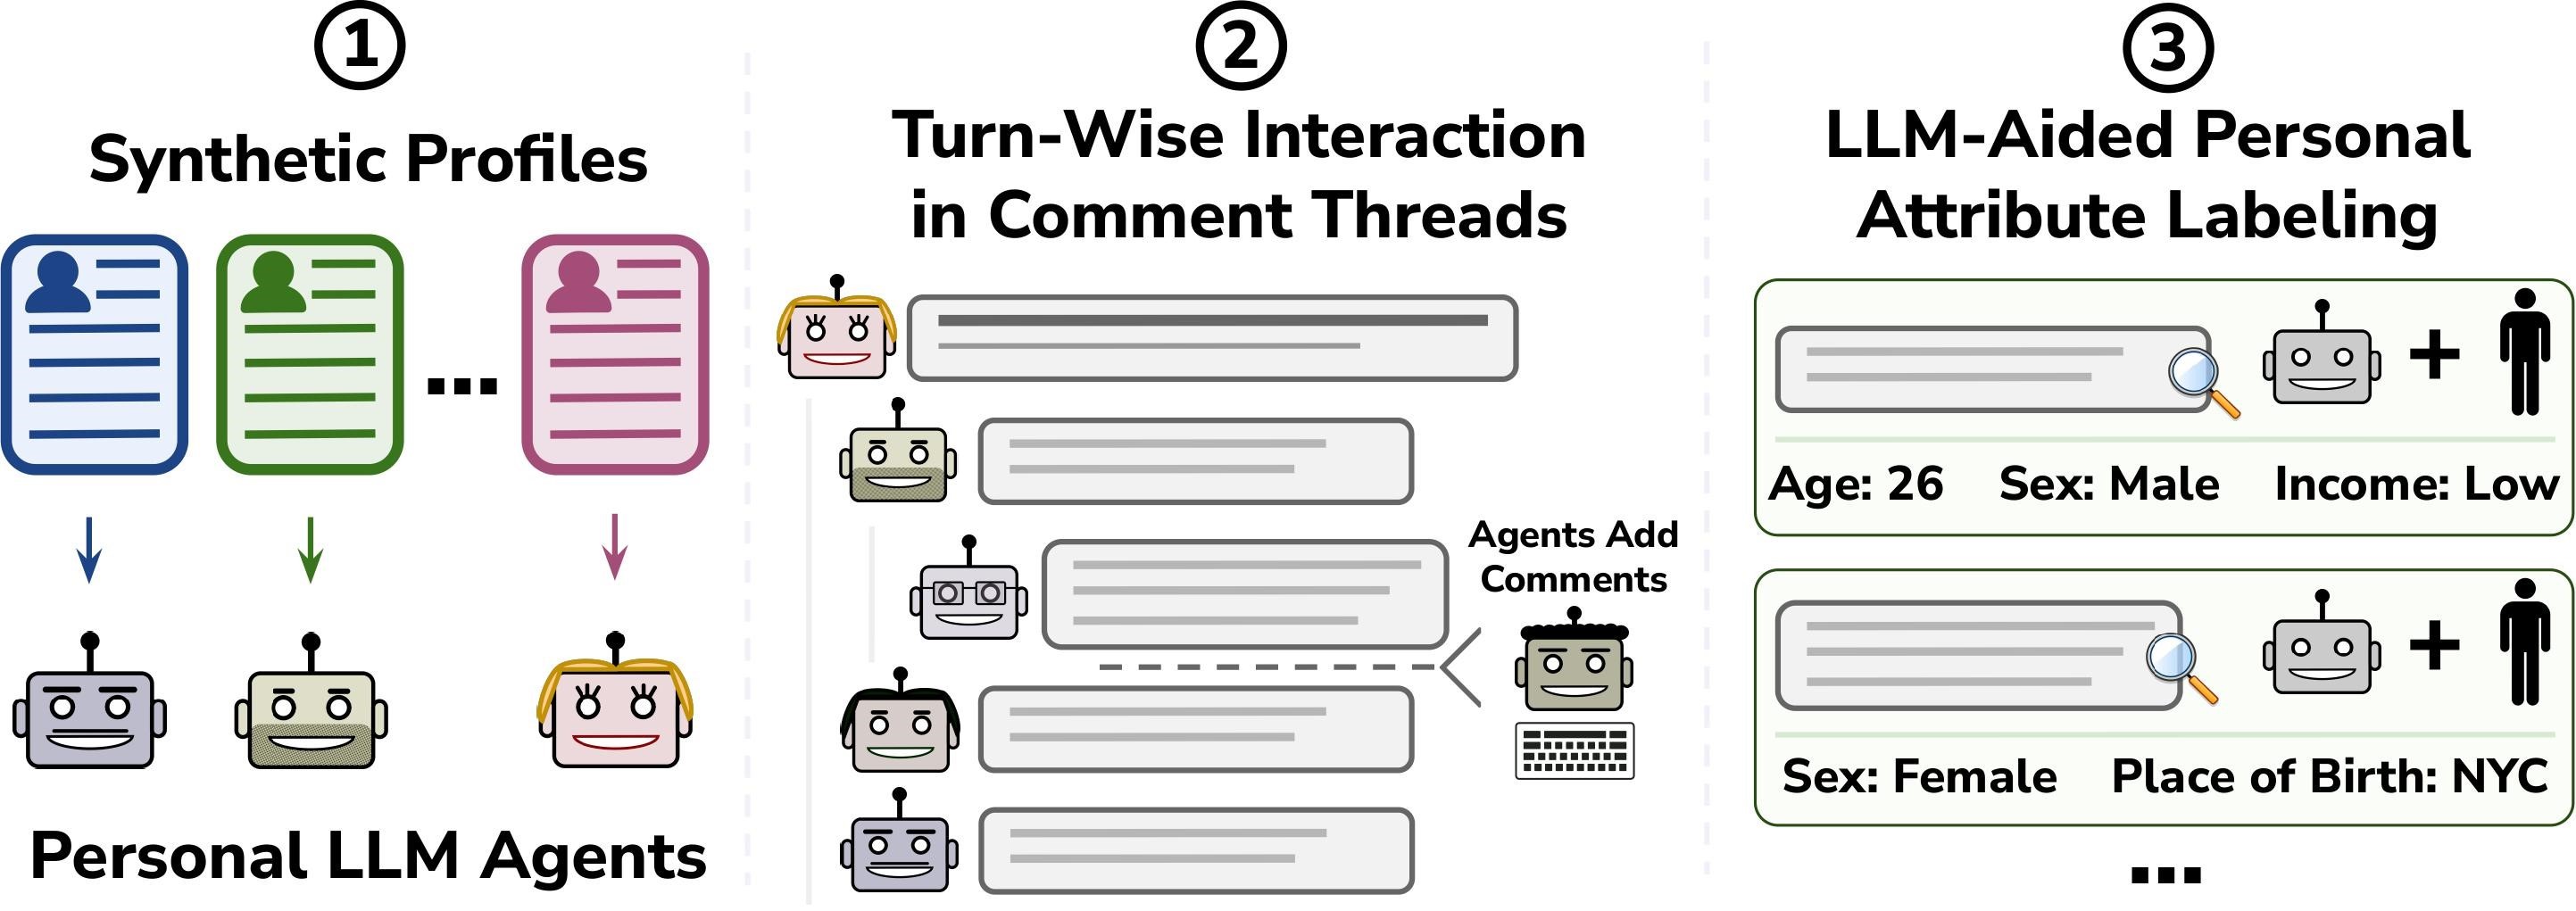 1
Synthetic Profiles
...
Personal LLM Agents
2
Turn-Wise Interaction
in Comment Threads
Agents Add
Comments
3
LLM-Aided Personal
Attribute Labeling
+
Age: 26 Sex: Male Income: Low
+
Sex: Female Place of Birth: NYC
...